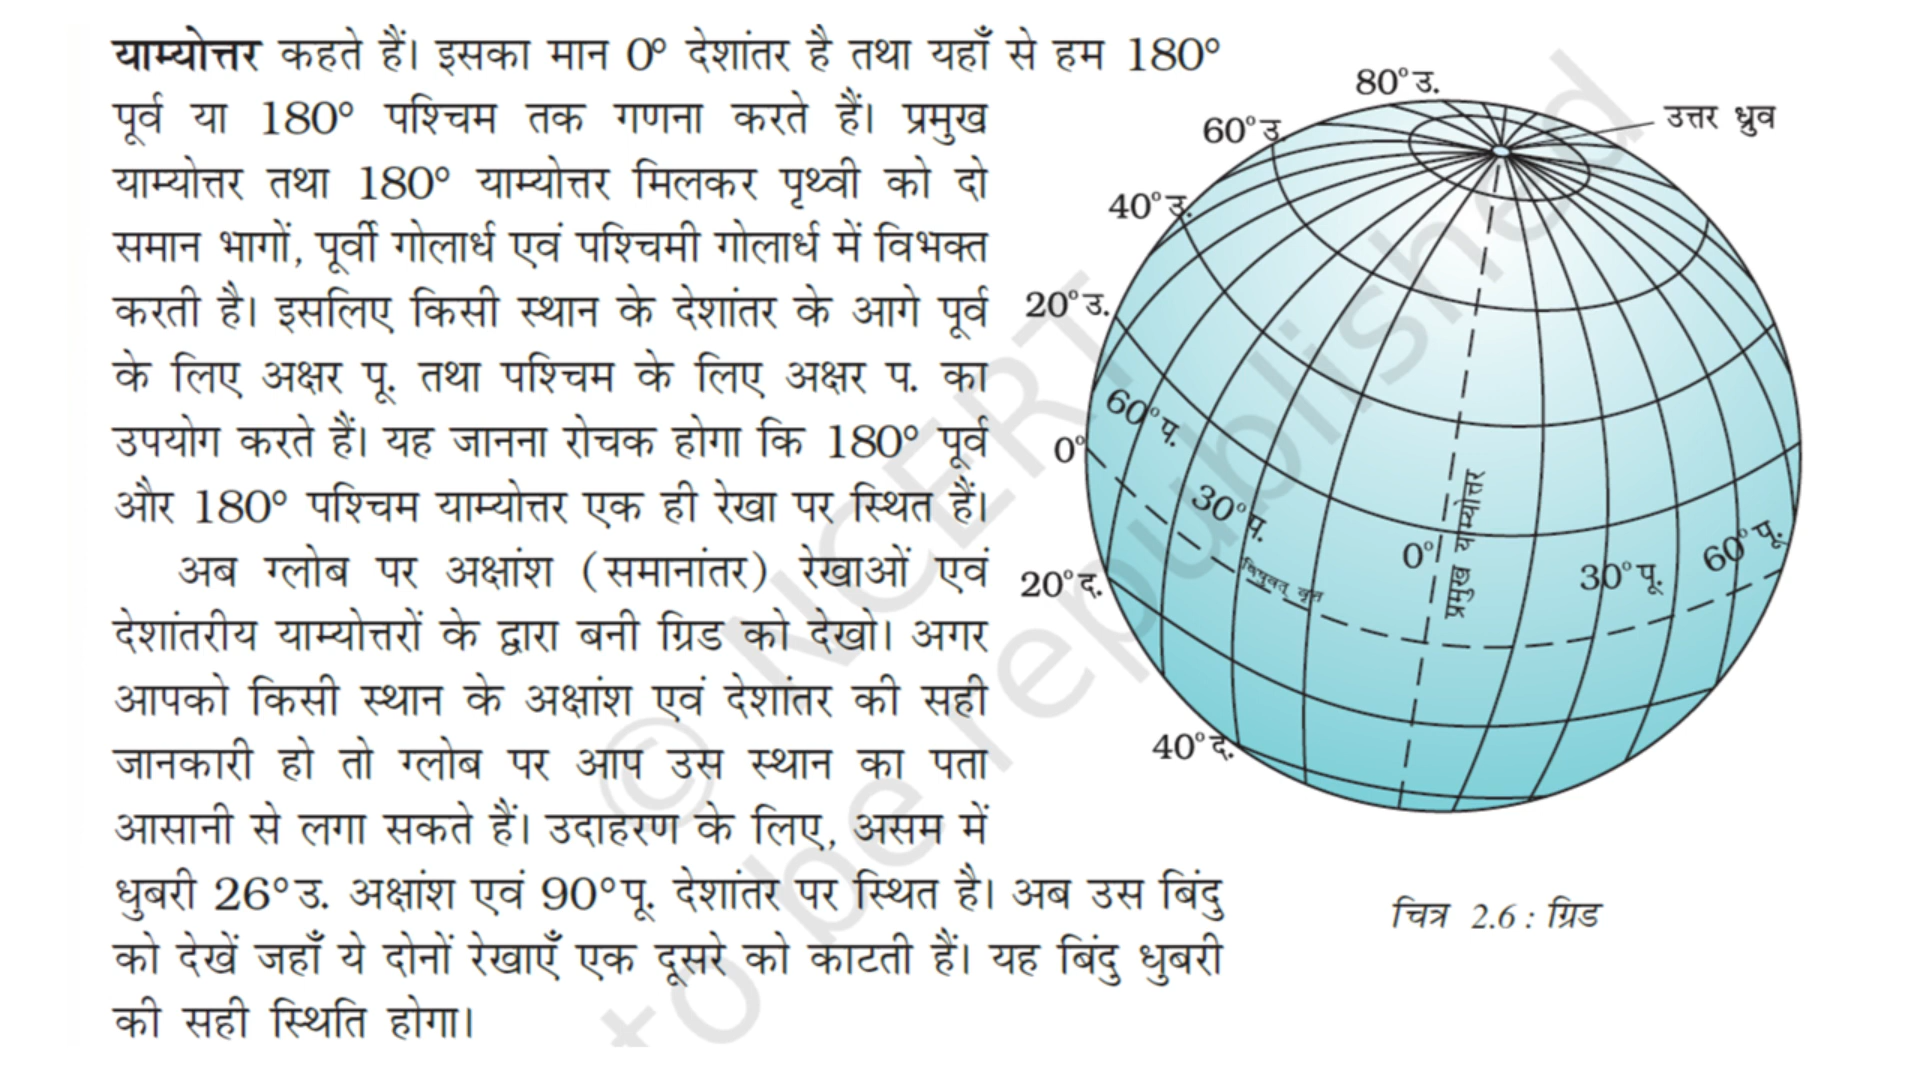 याम्योत्तर कहते हैं। इसका मान 0° देशांतर है तथा यहाँ से हम 180°
पूर्व या 180° पश्चिम तक गणना करते हैं। प्रमुख
याम्योत्तर तथा 180° याम्योत्तर मिलकर पृथ्वी को दो
समान भागों, पूर्वी गोलार्ध एवं पश्चिमी गोलार्ध में विभक्त
करती है। इसलिए किसी स्थान के देशांतर के आगे पूर्व
के लिए अक्षर पू. तथा पश्चिम के लिए अक्षर प. का
उपयोग करते हैं। यह जानना रोचक होगा कि 180° पूर्व
और 180° पश्चिम याम्योत्तर एक ही रेखा पर स्थित हैं।
अब ग्लोब पर अक्षांश (समानांतर) रेखाओं एवं
देशांतरीय याम्योत्तरों के द्वारा बनी ग्रिड को देखो। अगर
आपको किसी स्थान के अक्षांश एवं देशांतर की सही
जानकारी हो तो ग्लोब पर आप उस स्थान का पता
आसानी से लगा सकते हैं। उदाहरण के लिए, असम में
धुबरी 26° उ. अक्षांश एवं 90° पू. देशांतर पर स्थित है। अब उस बिंदु
को देखें जहाँ ये दोनों रेखाएँ एक दूसरे को काटती हैं। यह बिंदु धुबरी
की सही स्थिति होगा।
80° उ.
उत्तर ध्रुव
60° उ.
40° उ.
20° उ.
60° प.
0°
30° प.
विषुवत् वृत्त
0°
प्रमुख याम्योत्तर
30° पू.
60° पू.
20° द.
40° द.
चित्र 2.6 : ग्रिड
© NCERT
to be republished